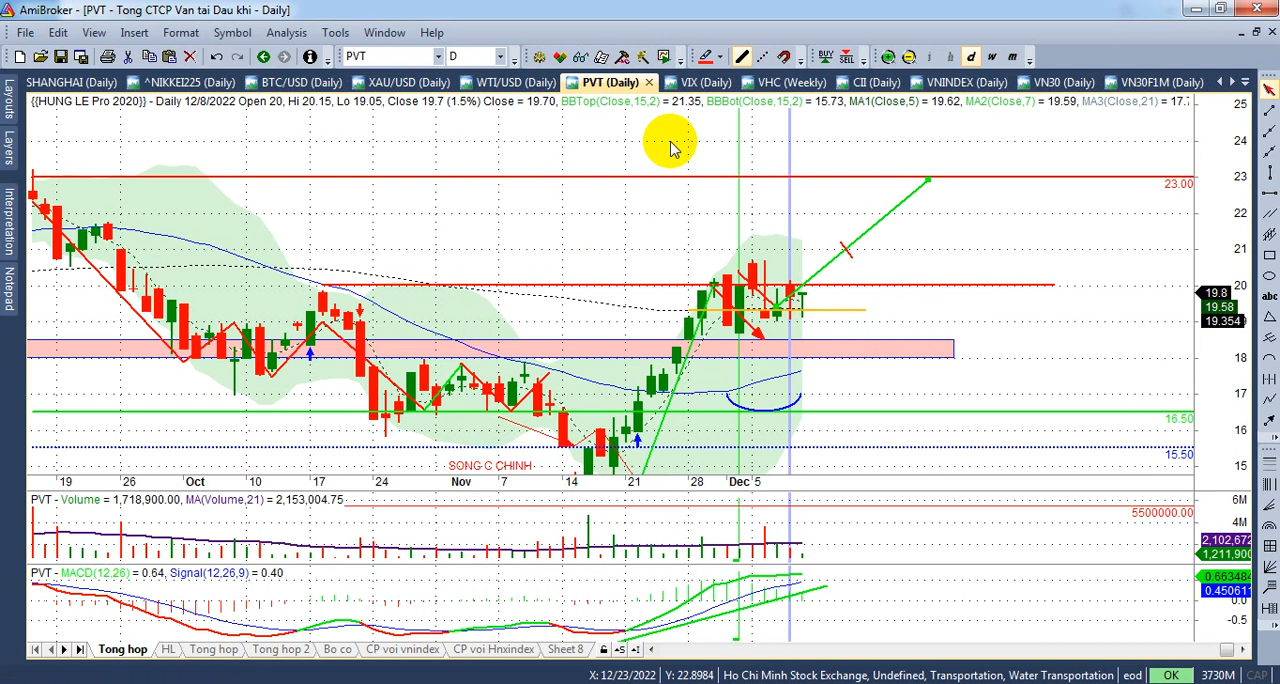 AmiBroker - [PVT - Tong CTCP Van tai Dau khi - Daily]
File Edit View Insert Format Symbol Analysis Tools Window Help
PVT D BUY SELL i h d w m
SHANGHAI (Daily) ^NIKKEI225 (Daily) BTC/USD (Daily) XAU/USD (Daily) WTI/USD (Daily) PVT (Daily) VIX (Daily) VHC (Weekly) CII (Daily) VNINDEX (Daily) VN30 (Daily) VN30F1M (Daily)
Layouts
Layers
Interpretation
Notepad
{{HUNG LE Pro 2020}} - Daily 12/8/2022 Open 20, Hi 20.15, Lo 19.05, Close 19.7 (1.5%) Close = 19.70, BBTop(Close,15,2) = 21.35, BBBot(Close,15,2) = 15.73, MA1(Close,5) = 19.62, MA2(Close,7) = 19.59, MA3(Close,21) = 17.7
25
24
23
23.00
22
21
20
19.8
19.58
19.354
18
17
16.50
16
15.50
15
SONG C CHINH
19 26 Oct 10 17 24 Nov 7 14 21 28 Dec 5
PVT - Volume = 1,718,900.00, MA(Volume,21) = 2,153,004.75
6M
5500000.00
4M
2,102,672
1,211,900
PVT - MACD(12,26) = 0.64, Signal(12,26,9) = 0.40
0.663484
0.450611
0.0
-0.5
Tong hop HL Tong hop Tong hop 2 Bo co CP voi vnindex CP voi Hnxindex Sheet 8
X: 12/23/2022 Y: 22.8984 Ho Chi Minh Stock Exchange, Undefined, Transportation, Water Transportation eod OK 3730M CAP
abc